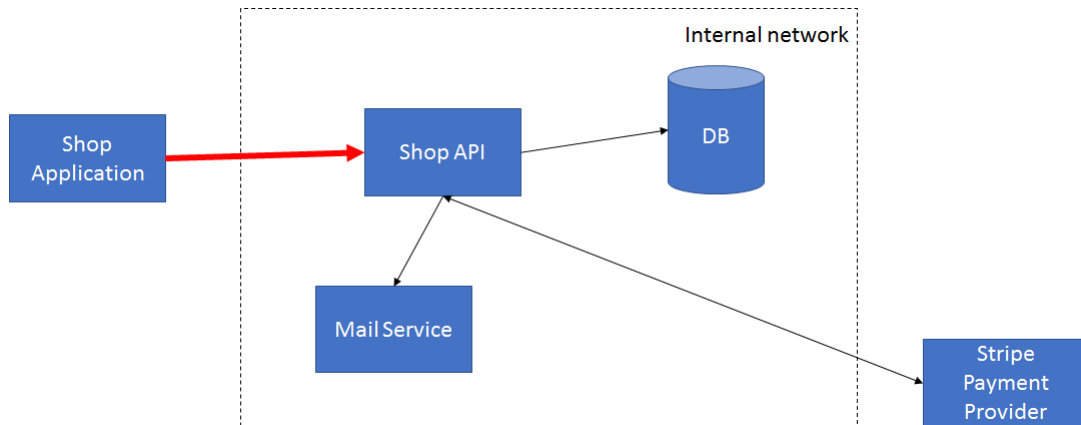 Internal network
Shop
Application
Shop API
DB
Mail Service
Stripe
Payment
Provider